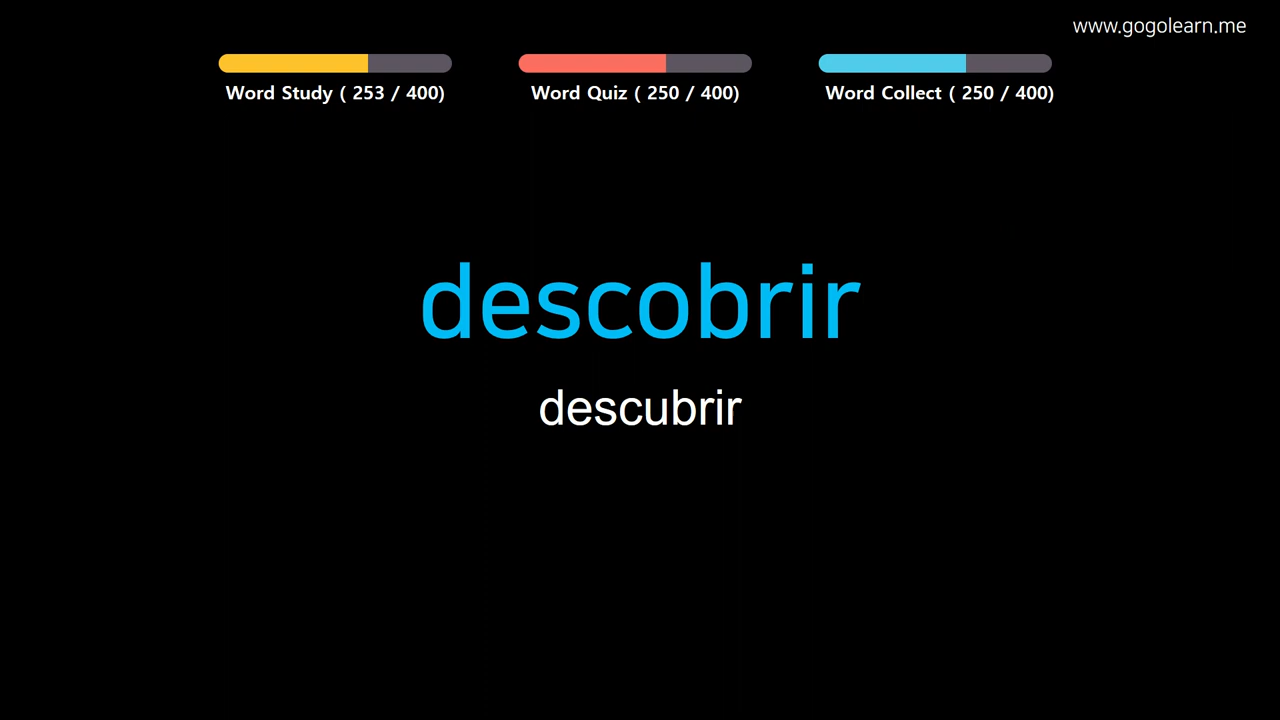 www.gogolearn.me
Word Study ( 253 / 400)
Word Quiz ( 250 / 400)
Word Collect ( 250 / 400)
descobrir
descubrir